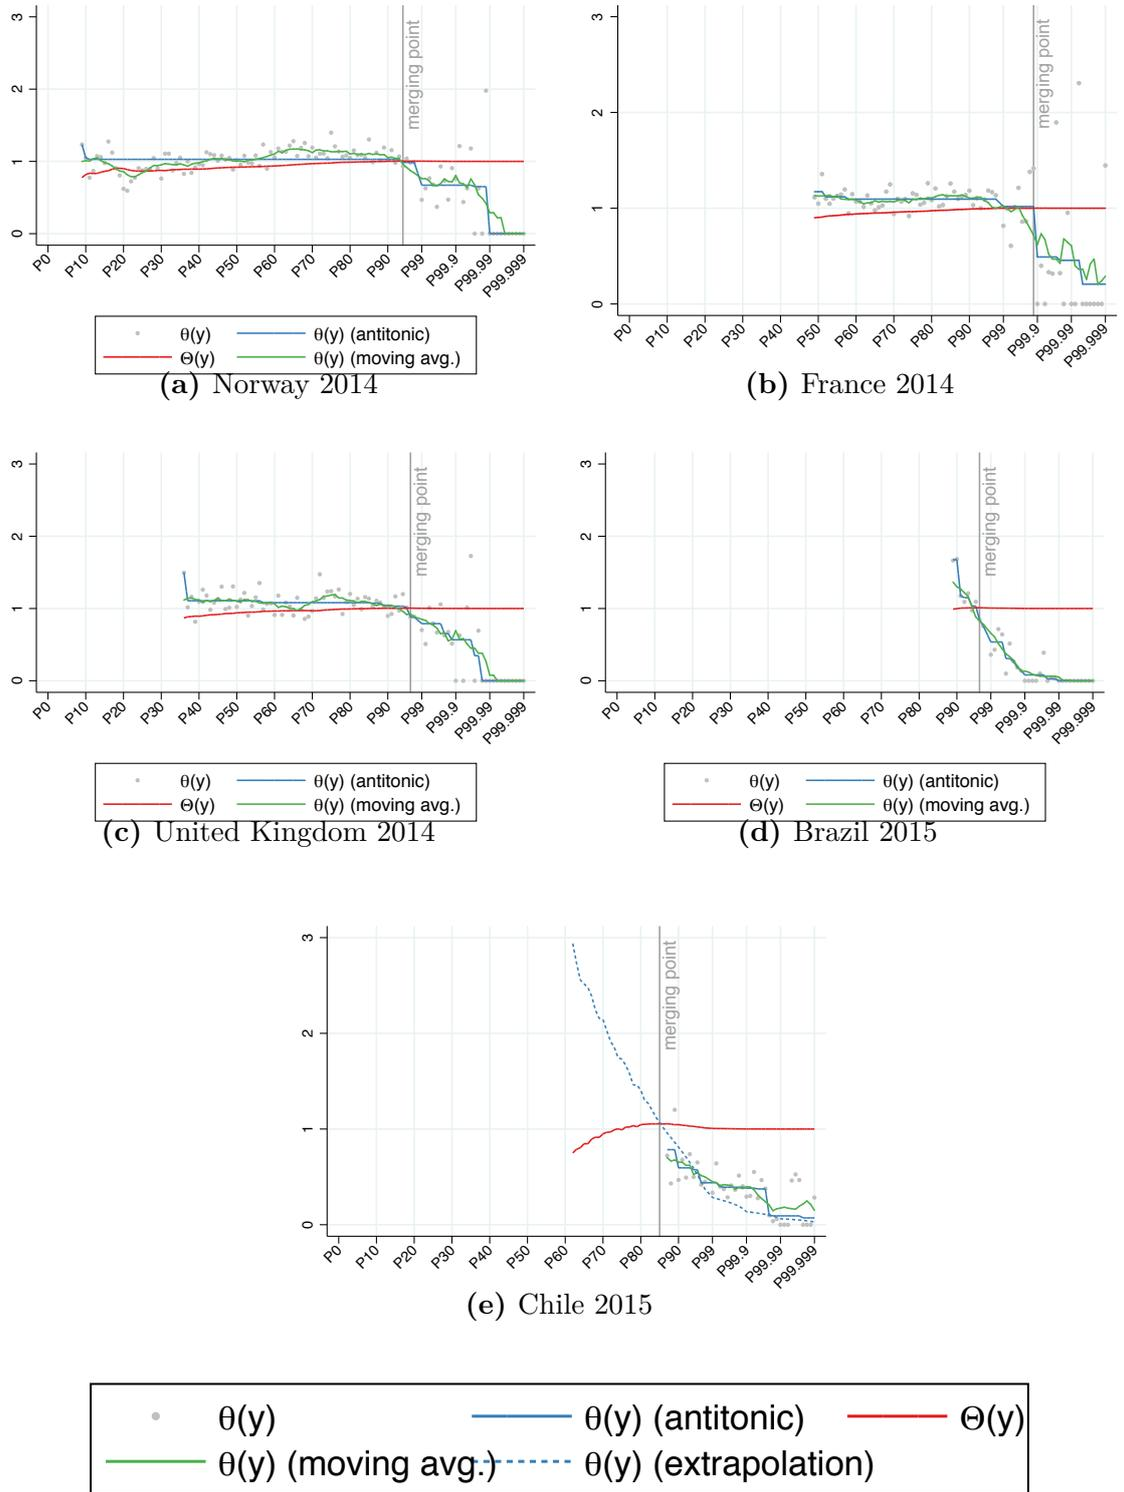 3
2
1
0
merging point
P0 P10 P20 P30 P40 P50 P60 P70 P80 P90 P99 P99.9 P99.99 P99.999
θ(y) θ(y) (antitonic)
Θ(y) θ(y) (moving avg.)
(a) Norway 2014
3
2
1
0
merging point
P0 P10 P20 P30 P40 P50 P60 P70 P80 P90 P99 P99.9 P99.99 P99.999
(b) France 2014
3
2
1
0
merging point
P0 P10 P20 P30 P40 P50 P60 P70 P80 P90 P99 P99.9 P99.99 P99.999
θ(y) θ(y) (antitonic)
Θ(y) θ(y) (moving avg.)
(c) United Kingdom 2014
3
2
1
0
merging point
P0 P10 P20 P30 P40 P50 P60 P70 P80 P90 P99 P99.9 P99.99 P99.999
θ(y) θ(y) (antitonic)
Θ(y) θ(y) (moving avg.)
(d) Brazil 2015
3
2
1
0
merging point
P0 P10 P20 P30 P40 P50 P60 P70 P80 P90 P99 P99.9 P99.99 P99.999
(e) Chile 2015
θ(y) θ(y) (antitonic) Θ(y)
θ(y) (moving avg.) θ(y) (extrapolation)